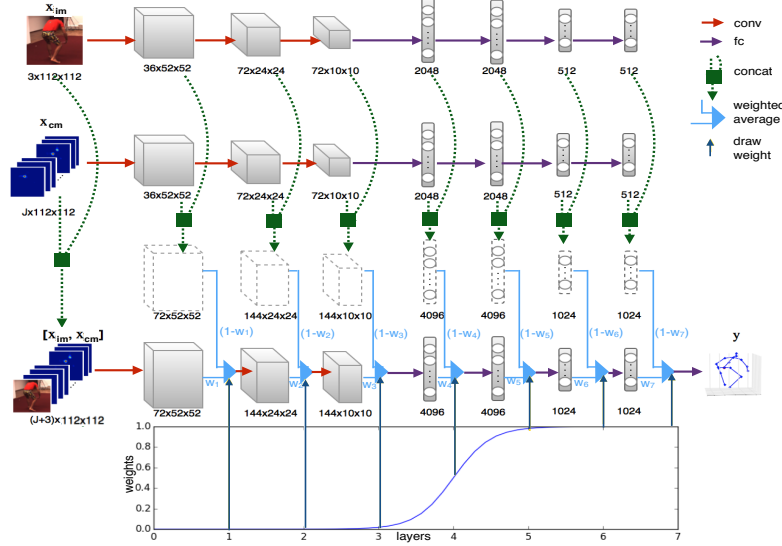 x_im
conv
fc
3x112x112
36x52x52
72x24x24
72x10x10
2048
2048
512
512
concat
weighted
average
draw
weight
x_cm
Jx112x112
36x52x52
72x24x24
72x10x10
2048
2048
512
512
72x52x52
144x24x24
144x10x10
4096
4096
1024
1024
[x_im, x_cm]
(1-w₁)
(1-w₂)
(1-w₃)
(1-w₄)
(1-w₅)
(1-w₆)
(1-w₇)
y
w₁
w₃
w₄
w₅
w₆
w₇
(J+3)x112x112
72x52x52
144x24x24
144x10x10
4096
4096
1024
1024
weights
1.0
0.8
0.6
0.4
0.2
0.0
0 1 2 3 4 5 6 7
layers